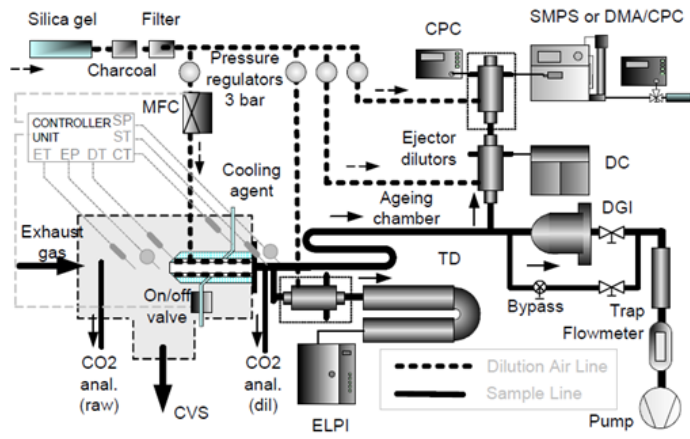 Silica gel
Filter
Charcoal
Pressure
regulators
3 bar
MFC
CPC
SMPS or DMA/CPC
CONTROLLER
UNIT
SP
ST
ET EP DT CT
Cooling
agent
Ejector
dilutors
DC
Ageing
chamber
DGI
Exhaust
gas
TD
On/off
valve
Bypass
Trap
Flowmeter
CO2
anal.
(raw)
CVS
CO2
anal.
(dil)
ELPI
Dilution Air Line
Sample Line
Pump